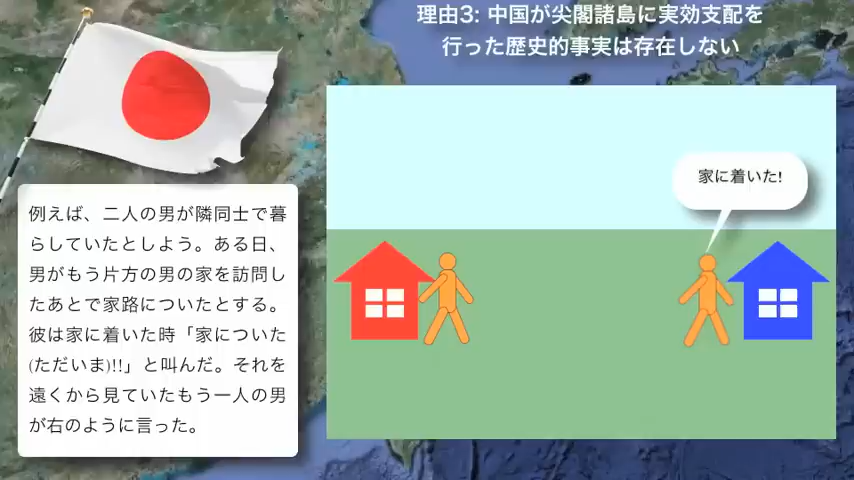 理由3: 中国が尖閣諸島に実効支配を
行った歴史的事実は存在しない
例えば、二人の男が隣同士で暮
らしていたとしよう。ある日、
男がもう片方の男の家を訪問し
たあとで家路についたとする。
彼は家に着いた時「家についた
(ただいま)!!」と叫んだ。それを
遠くから見ていたもう一人の男
が右のように言った。
家に着いた!